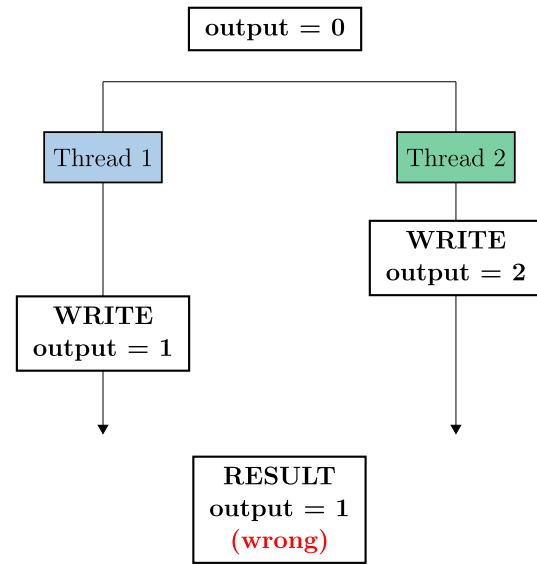 output = 0
Thread 1
Thread 2
WRITE
output = 2
WRITE
output = 1
RESULT
output = 1
(wrong)